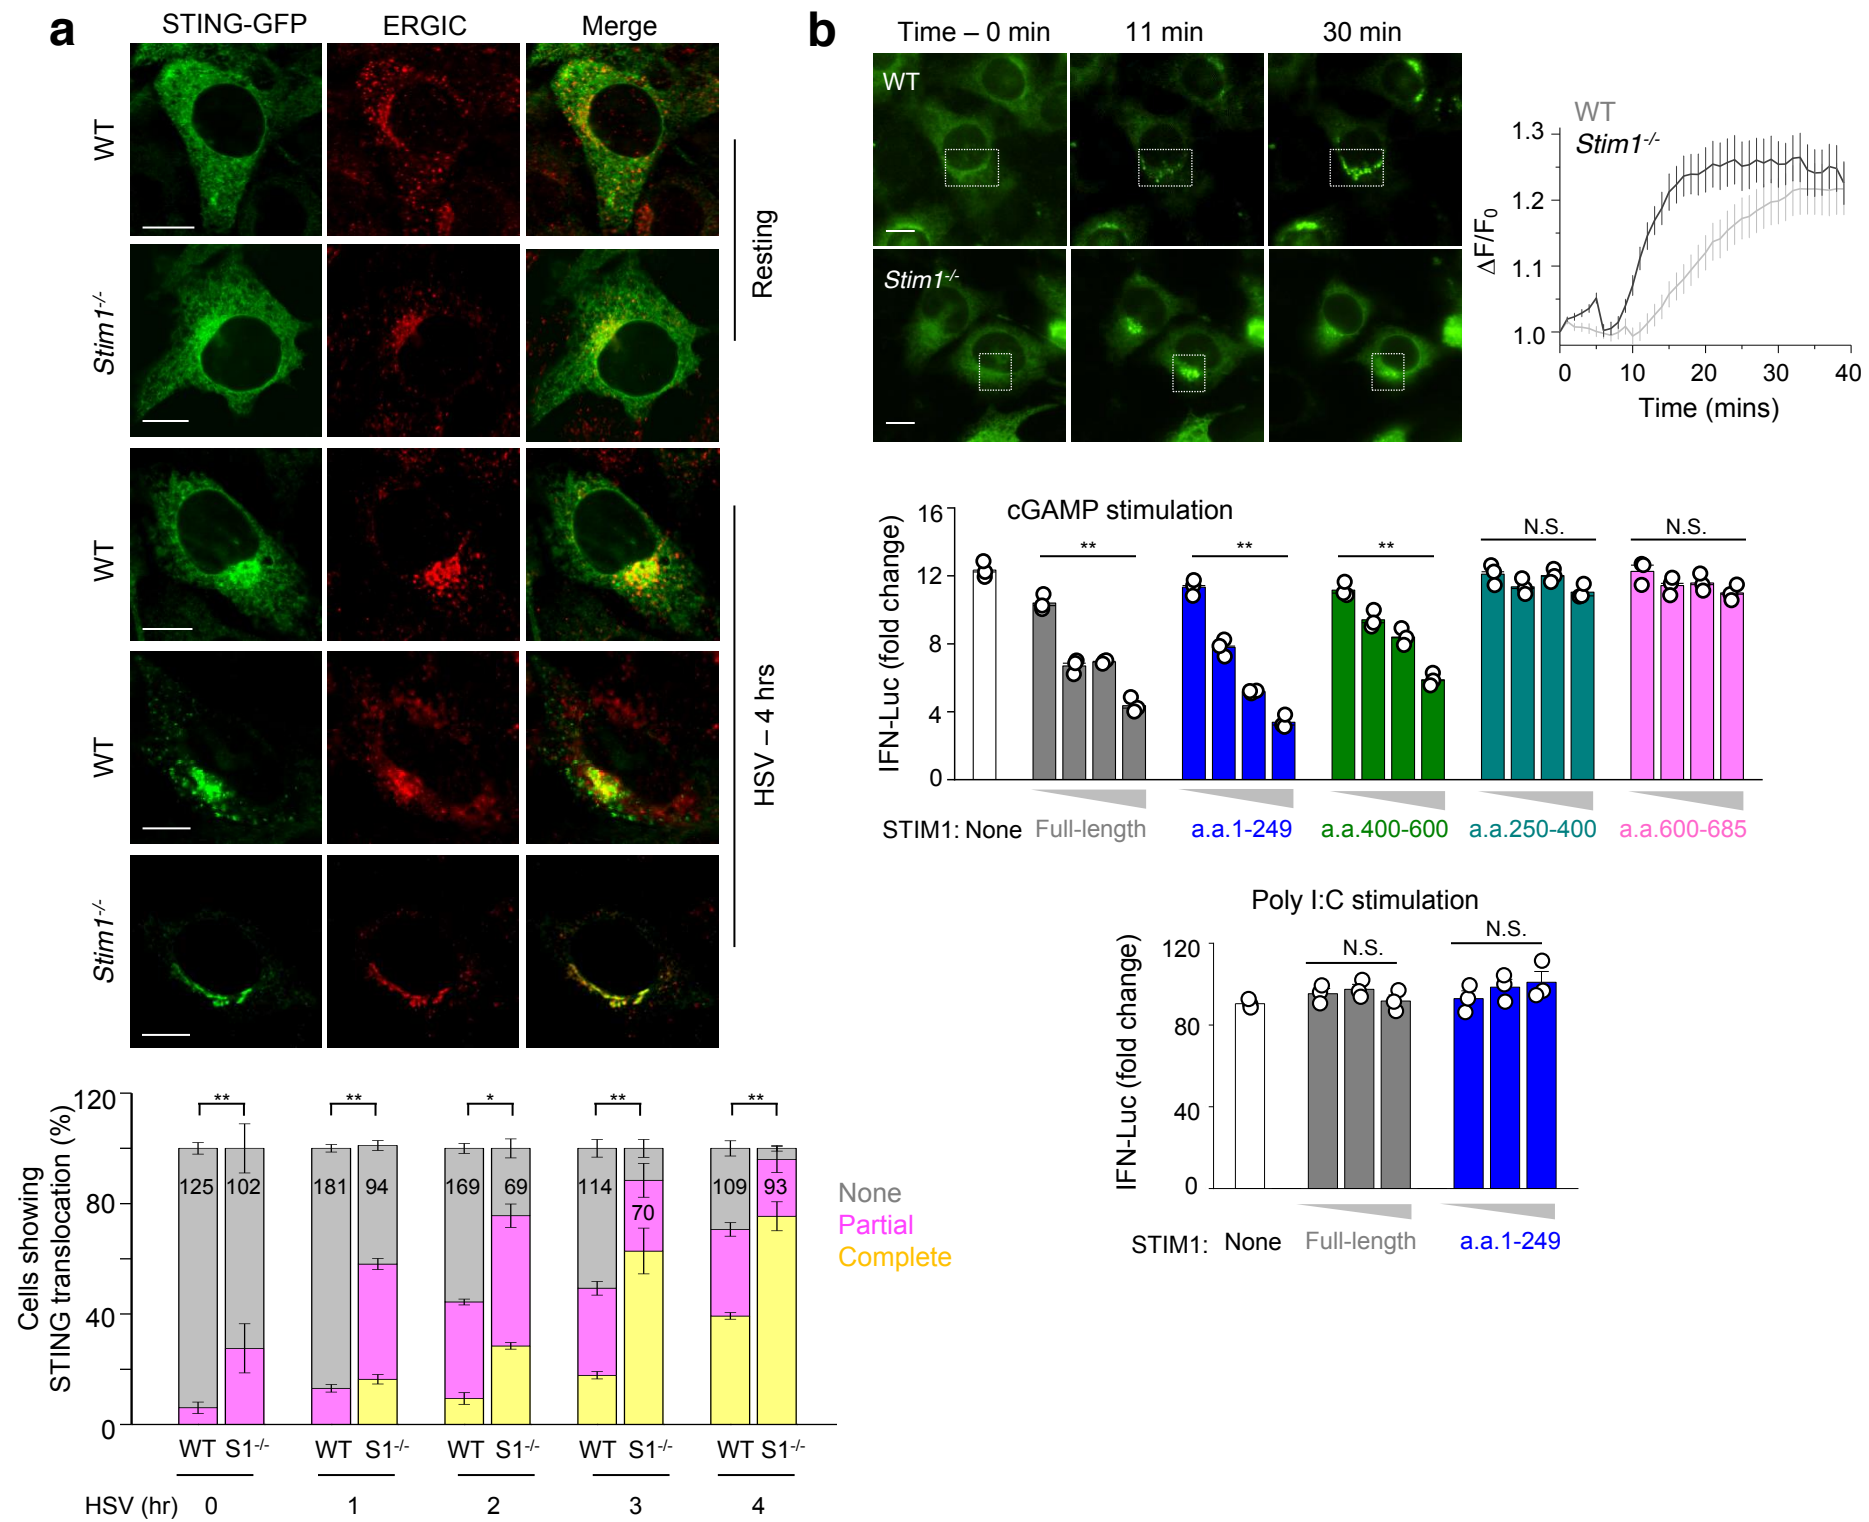 a
STING-GFP ERGIC Merge
WT
Stim1-/-
Resting
WT
WT
Stim1-/-
HSV – 4 hrs
Cells showing
STING translocation (%)
120
80
40
0
** ** * ** **
125 102 181 94 169 69 114 70 109 93
None
Partial
Complete
WT S1-/- WT S1-/- WT S1-/- WT S1-/- WT S1-/-
HSV (hr) 0 1 2 3 4
b
Time – 0 min 11 min 30 min
WT
Stim1-/-
WT
Stim1-/-
ΔF/F0
1.3
1.2
1.1
1.0
0 10 20 30 40
Time (mins)
cGAMP stimulation
IFN-Luc (fold change)
16
12
8
4
0
** ** ** N.S. N.S.
STIM1: None Full-length a.a.1-249 a.a.400-600 a.a.250-400 a.a.600-685
Poly I:C stimulation
IFN-Luc (fold change)
120
80
40
0
N.S. N.S.
STIM1: None Full-length a.a.1-249